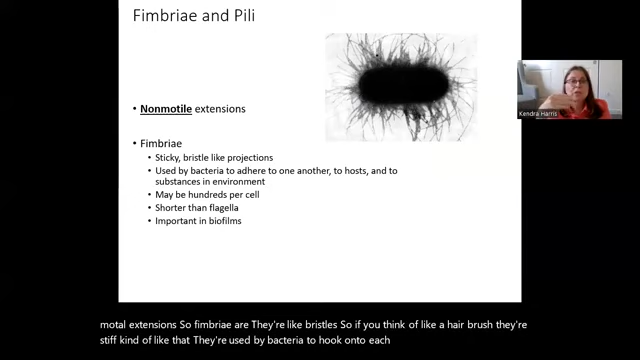 Fimbriae and Pili
• Nonmotile extensions
• Fimbriae
• Sticky, bristle like projections
• Used by bacteria to adhere to one another, to hosts, and to
substances in environment
• May be hundreds per cell
• Shorter than flagella
• Important in biofilms
Kendra Harris
motal extensions So fimbriae are They're like bristles So if you think of like a hair brush they're
stiff kind of like that They're used by bacteria to hook onto each